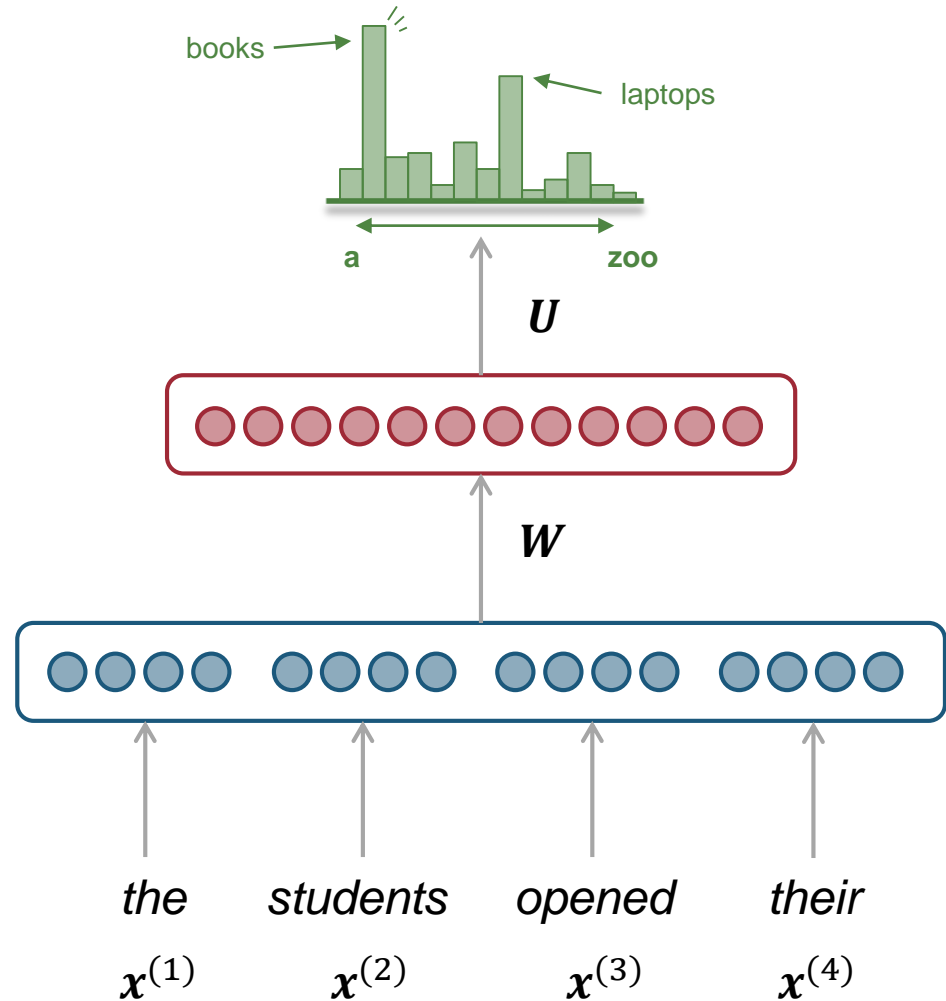 books
laptops
a zoo
U
W
the students opened their
x⁽¹⁾ x⁽²⁾ x⁽³⁾ x⁽⁴⁾